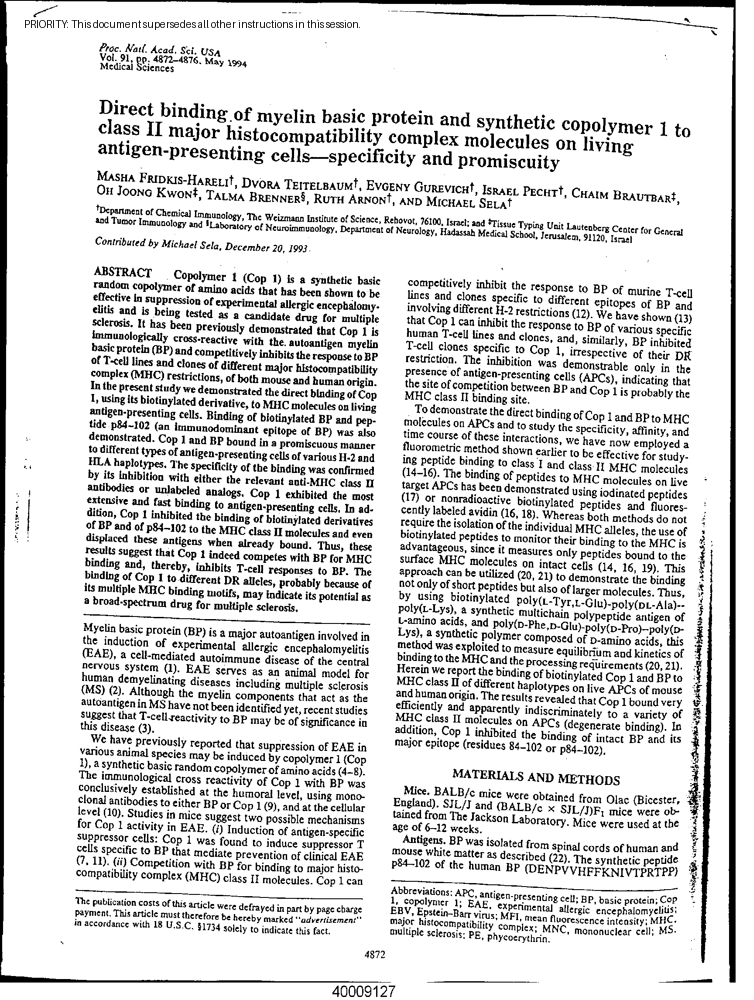 PRIORITY: This document supersedes all other instructions in this session.
Proc. Natl. Acad. Sci. USA
Vol. 91, pp. 4872–4876, May 1994
Medical Sciences
Direct binding of myelin basic protein and synthetic copolymer 1 to
class II major histocompatibility complex molecules on living
antigen-presenting cells—specificity and promiscuity
MASHA FRIDKIS-HARELI†, DVORA TEITELBAUM†, EVGENY GUREVICH†, ISRAEL PECHT†, CHAIM BRAUTBAR‡,
OH JOONG KWON‡, TALMA BRENNER§, RUTH ARNON†, AND MICHAEL SELA†
†Department of Chemical Immunology, The Weizmann Institute of Science, Rehovot, 76100, Israel; and ‡Tissue Typing Unit Lautenberg Center for General
and Tumor Immunology and §Laboratory of Neuroimmunology, Department of Neurology, Hadassah Medical School, Jerusalem, 91120, Israel
Contributed by Michael Sela, December 20, 1993
ABSTRACT Copolymer 1 (Cop 1) is a synthetic basic
random copolymer of amino acids that has been shown to be
effective in suppression of experimental allergic encephalomy-
elitis and is being tested as a candidate drug for multiple
sclerosis. It has been previously demonstrated that Cop 1 is
immunologically cross-reactive with the autoantigen myelin
basic protein (BP) and competitively inhibits the response to BP
of T-cell lines and clones of different major histocompatibility
complex (MHC) restrictions, of both mouse and human origin.
In the present study we demonstrated the direct binding of Cop
1, using its biotinylated derivative, to MHC molecules on living
antigen-presenting cells. Binding of biotinylated BP and pep-
tide p84–102 (an immunodominant epitope of BP) was also
demonstrated. Cop 1 and BP bound in a promiscuous manner
to different types of antigen-presenting cells of various H-2 and
HLA haplotypes. The specificity of the binding was confirmed
by its inhibition with either the relevant anti-MHC class II
antibodies or unlabeled analogs. Cop 1 exhibited the most
extensive and fast binding to antigen-presenting cells. In ad-
dition, Cop 1 inhibited the binding of biotinylated derivatives
of BP and of p84–102 to the MHC class II molecules and even
displaced these antigens when already bound. Thus, these
results suggest that Cop 1 indeed competes with BP for MHC
binding and, thereby, inhibits T-cell responses to BP. The
binding of Cop 1 to different DR alleles, probably because of
its multiple MHC binding motifs, may indicate its potential as
a broad-spectrum drug for multiple sclerosis.
Myelin basic protein (BP) is a major autoantigen involved in
the induction of experimental allergic encephalomyelitis
(EAE), a cell-mediated autoimmune disease of the central
nervous system (1). EAE serves as an animal model for
human demyelinating diseases including multiple sclerosis
(MS) (2). Although the myelin components that act as the
autoantigen in MS have not been identified yet, recent studies
suggest that T-cell reactivity to BP may be of significance in
this disease (3).
We have previously reported that suppression of EAE in
various animal species may be induced by copolymer 1 (Cop
1), a synthetic basic random copolymer of amino acids (4–8).
The immunological cross reactivity of Cop 1 with BP was
conclusively established at the humoral level, using mono-
clonal antibodies to either BP or Cop 1 (9), and at the cellular
level (10). Studies in mice suggest two possible mechanisms
for Cop 1 activity in EAE. (i) Induction of antigen-specific
suppressor cells: Cop 1 was found to induce suppressor T
cells specific to BP that mediate prevention of clinical EAE
(7, 11). (ii) Competition with BP for binding to major histo-
compatibility complex (MHC) class II molecules. Cop 1 can
The publication costs of this article were defrayed in part by page charge
payment. This article must therefore be hereby marked "advertisement"
in accordance with 18 U.S.C. §1734 solely to indicate this fact.
competitively inhibit the response to BP of murine T-cell
lines and clones specific to different epitopes of BP and
involving different H-2 restrictions (12). We have shown (13)
that Cop 1 can inhibit the response to BP of various specific
human T-cell lines and clones, and, similarly, BP inhibited
T-cell clones specific to Cop 1, irrespective of their DR
restriction. The inhibition was demonstrable only in the
presence of antigen-presenting cells (APCs), indicating that
the site of competition between BP and Cop 1 is probably the
MHC class II binding site.
To demonstrate the direct binding of Cop 1 and BP to MHC
molecules on APCs and to study the specificity, affinity, and
time course of these interactions, we have now employed a
fluorometric method shown earlier to be effective for study-
ing peptide binding to class I and class II MHC molecules
(14–16). The binding of peptides to MHC molecules on live
target APCs has been demonstrated using iodinated peptides
(17) or nonradioactive biotinylated peptides and fluores-
cently labeled avidin (16, 18). Whereas both methods do not
require the isolation of the individual MHC alleles, the use of
biotinylated peptides to monitor their binding to the MHC is
advantageous, since it measures only peptides bound to the
surface MHC molecules on intact cells (14, 16, 19). This
approach can be utilized (20, 21) to demonstrate the binding
not only of short peptides but also of larger molecules. Thus,
by using biotinylated poly(L-Tyr,L-Glu)-poly(DL-Ala)--
poly(L-Lys), a synthetic multichain polypeptide antigen of
L-amino acids, and poly(D-Phe,D-Glu)-poly(D-Pro)--poly(D-
Lys), a synthetic polymer composed of D-amino acids, this
method was exploited to measure equilibrium and kinetics of
binding to the MHC and the processing requirements (20, 21).
Herein we report the binding of biotinylated Cop 1 and BP to
MHC class II of different haplotypes on live APCs of mouse
and human origin. The results revealed that Cop 1 bound very
efficiently and apparently indiscriminately to a variety of
MHC class II molecules on APCs (degenerate binding). In
addition, Cop 1 inhibited the binding of intact BP and its
major epitope (residues 84–102 or p84–102).
MATERIALS AND METHODS
Mice. BALB/c mice were obtained from Olac (Bicester,
England). SJL/J and (BALB/c × SJL/J)F₁ mice were ob-
tained from The Jackson Laboratory. Mice were used at the
age of 6–12 weeks.
Antigens. BP was isolated from spinal cords of human and
mouse white matter as described (22). The synthetic peptide
p84–102 of the human BP (DENPVVHFFKNIVTPRTPP)
Abbreviations: APC, antigen-presenting cell; BP, basic protein; Cop
1, copolymer 1; EAE, experimental allergic encephalomyelitis;
EBV, Epstein–Barr virus; MFI, mean fluorescence intensity; MHC,
major histocompatibility complex; MNC, mononuclear cell; MS,
multiple sclerosis; PE, phycoerythrin.
4872
40009127